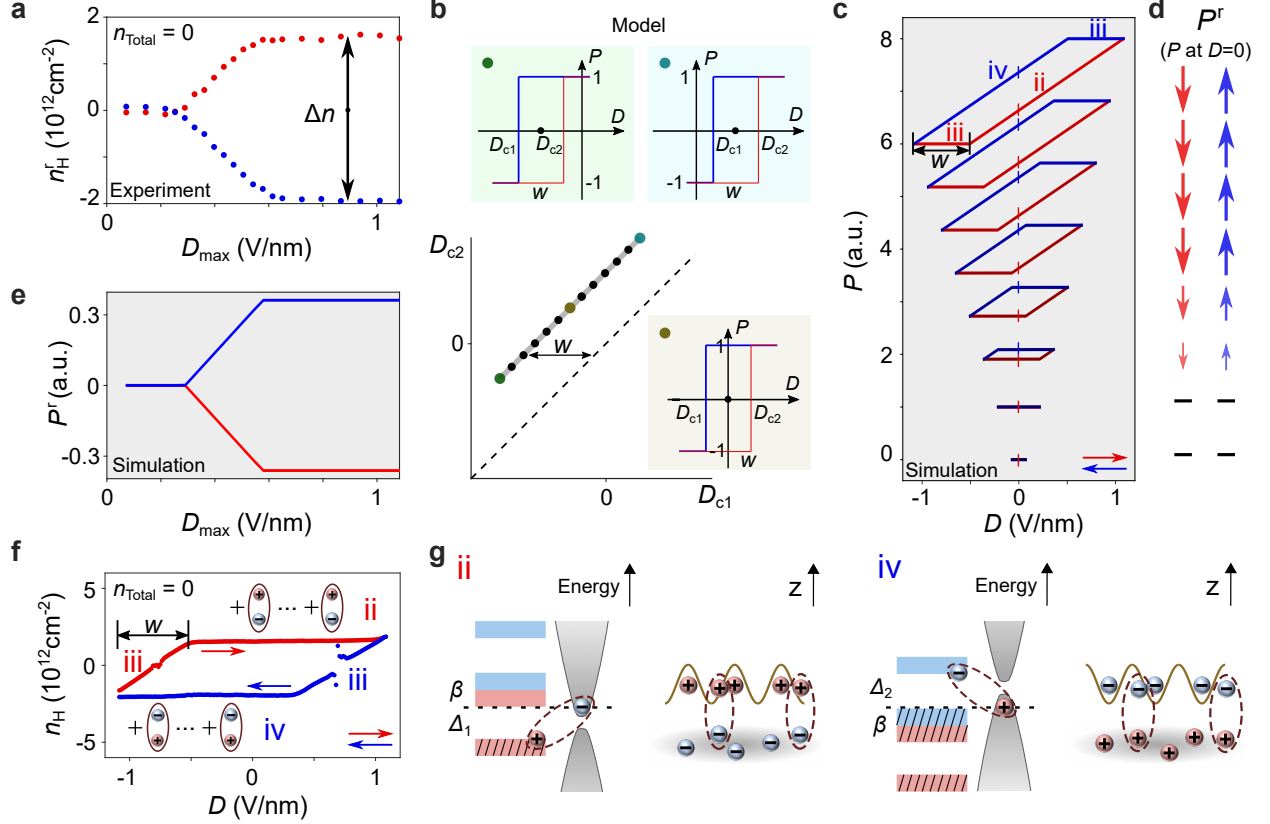 a
n_Total = 0
2
0
-2
n^r_H (10^12cm^-2)
Δn
Experiment
0
1
D_max (V/nm)
b
Model
P
1
D
D_c1
D_c2
w
-1
P
1
D
D_c1
D_c2
w
-1
D_c2
0
w
0
D_c1
P
1
D
D_c1
D_c2
-1
w
c
8
6
4
2
0
P (a.u.)
iii
iv
ii
iii
w
Simulation
-1
0
1
D (V/nm)
d
P^r
(P at D=0)
e
0.3
0
-0.3
P^r (a.u.)
Simulation
0
1
D_max (V/nm)
f
n_Total = 0
5
0
-5
n_H (10^12cm^-2)
+ ... +
ii
w
iii
iii
+ ... +
iv
-1
0
1
D (V/nm)
g
ii
Energy
z
β
Δ_1
iv
Energy
z
Δ_2
β